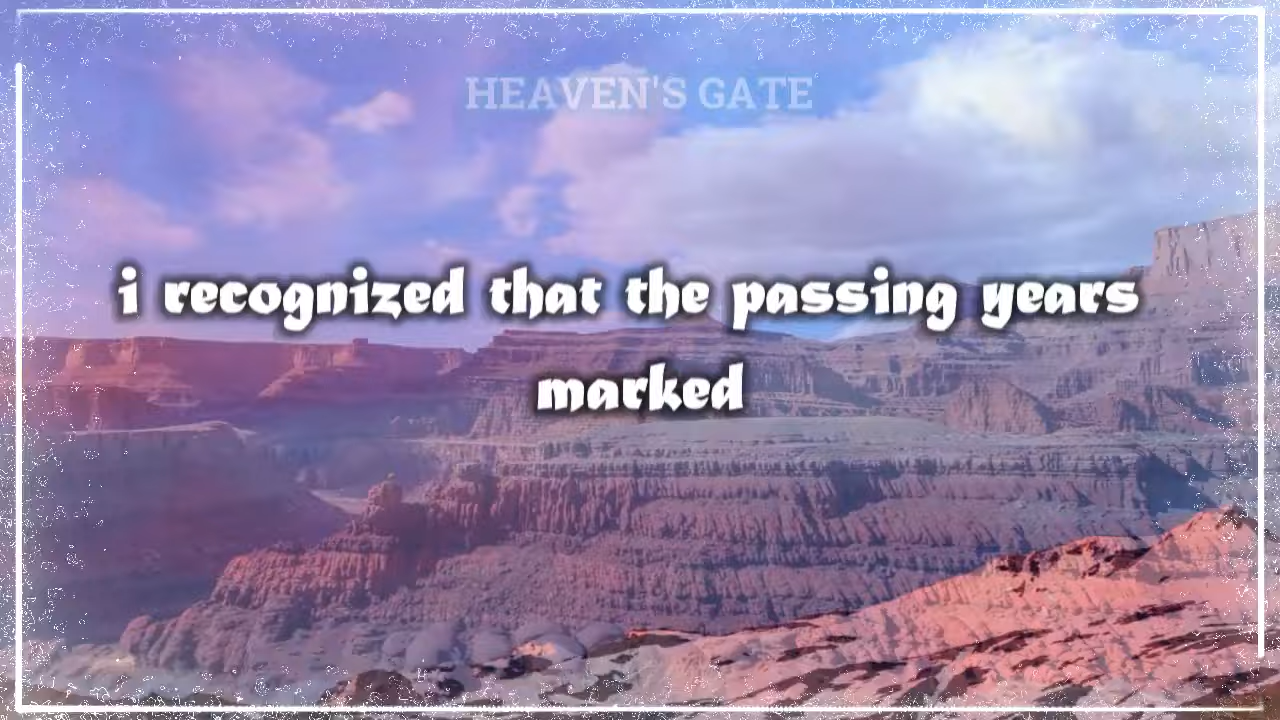 HEAVEN'S GATE
i recognized that the passing years
marked